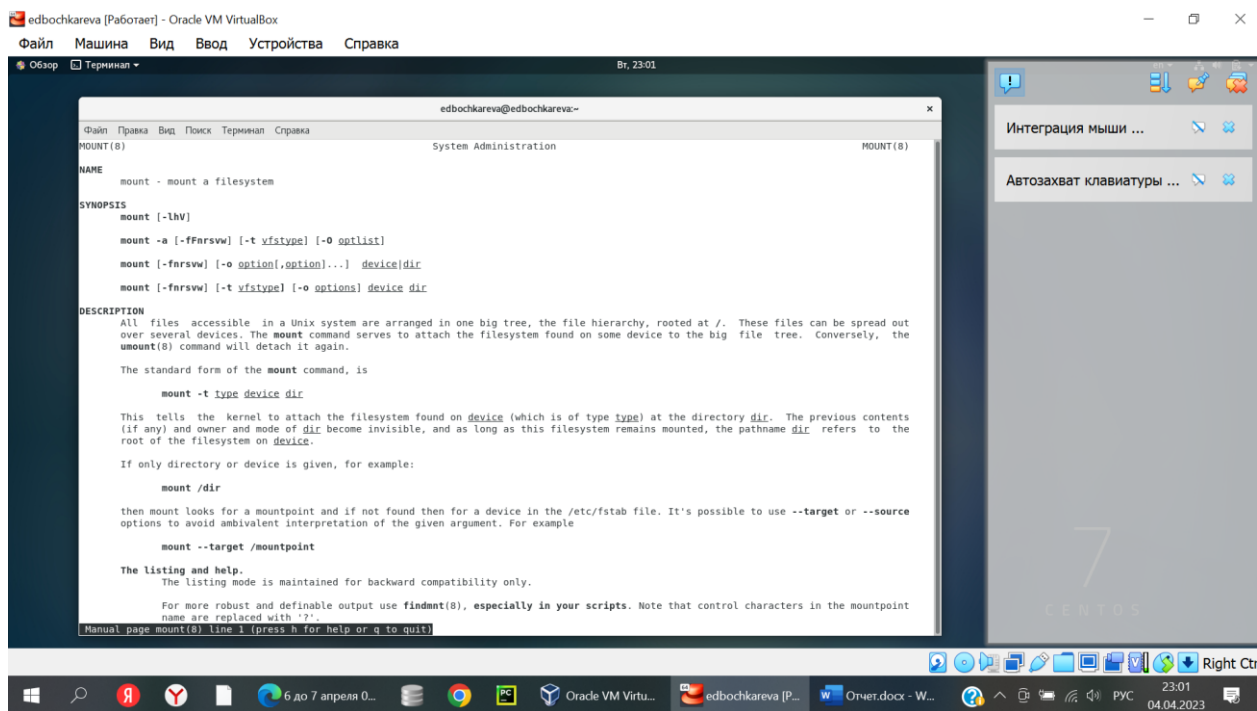 edbochkareva [Работает] - Oracle VM VirtualBox
Файл Машина Вид Ввод Устройства Справка
Обзор Терминал Вт, 23:01 en
edbochkareva@edbochkareva:~
Файл Правка Вид Поиск Терминал Справка
MOUNT(8) System Administration MOUNT(8)
NAME
mount - mount a filesystem
SYNOPSIS
mount [-lhV]
mount -a [-fFnrsvw] [-t vfstype] [-O optlist]
mount [-fnrsvw] [-o option[,option]...] device|dir
mount [-fnrsvw] [-t vfstype] [-o options] device dir
DESCRIPTION
All files accessible in a Unix system are arranged in one big tree, the file hierarchy, rooted at /. These files can be spread out
over several devices. The mount command serves to attach the filesystem found on some device to the big file tree. Conversely, the
umount(8) command will detach it again.
The standard form of the mount command, is
mount -t type device dir
This tells the kernel to attach the filesystem found on device (which is of type type) at the directory dir. The previous contents
(if any) and owner and mode of dir become invisible, and as long as this filesystem remains mounted, the pathname dir refers to the
root of the filesystem on device.
If only directory or device is given, for example:
mount /dir
then mount looks for a mountpoint and if not found then for a device in the /etc/fstab file. It's possible to use --target or --source
options to avoid ambivalent interpretation of the given argument. For example
mount --target /mountpoint
The listing and help.
The listing mode is maintained for backward compatibility only.
For more robust and definable output use findmnt(8), especially in your scripts. Note that control characters in the mountpoint
name are replaced with '?'.
Manual page mount(8) line 1 (press h for help or q to quit)
Интеграция мыши ...
Автозахват клавиатуры ...
7
CENTOS
Right Ctrl
6 до 7 апреля 0... Oracle VM Virtu... edbochkareva [Р... Отчет.docx - W... РУС 23:01
04.04.2023